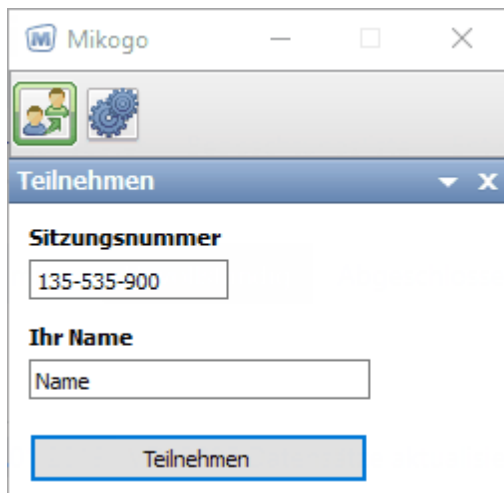 Mikogo
Teilnehmen
Sitzungsnummer
135-535-900
Ihr Name
Name
Teilnehmen